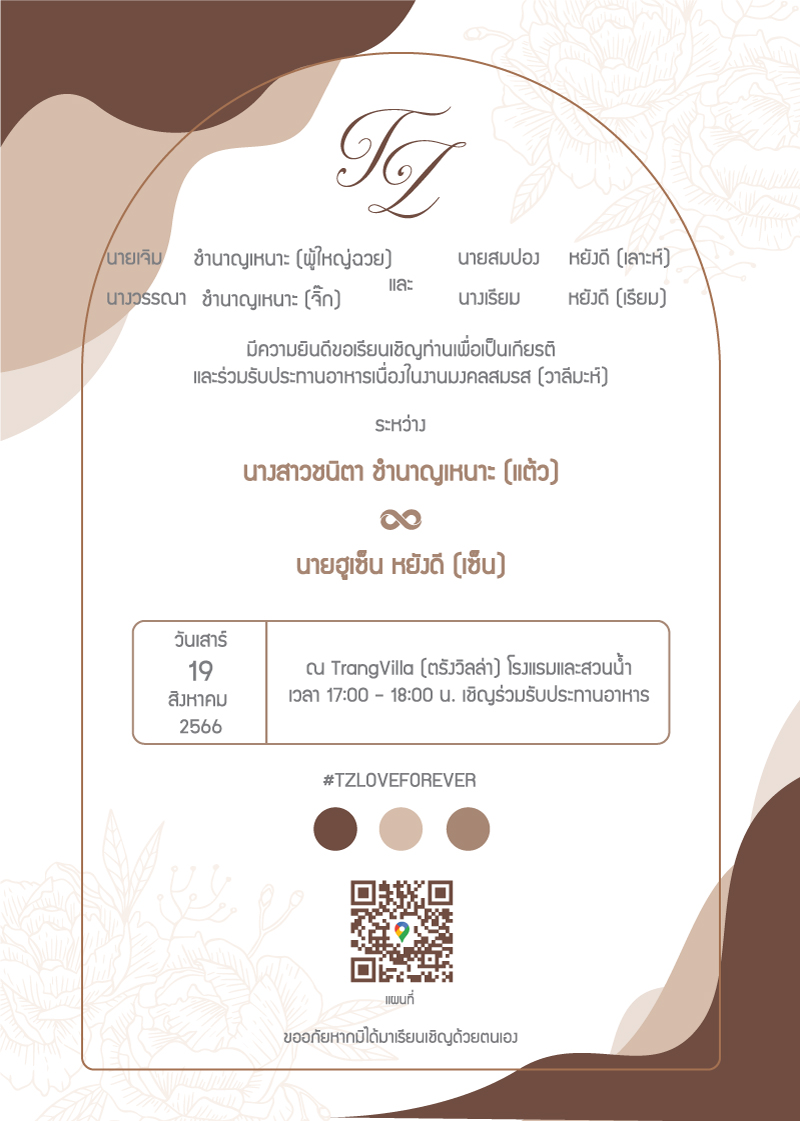 TZ
นายเจิม ชำนาญเหนาะ (ผู้ใหญ่ฉวย) และ นายสมปอง หยังดี (เลาะห์)
นางวรรณา ชำนาญเหนาะ (จิ๊ก) นางเรียม หยังดี (เรียม)
มีความยินดีขอเรียนเชิญท่านเพื่อเป็นเกียรติ
และร่วมรับประทานอาหารเนื่องในงานมงคลสมรส (วาลีมะห์)
ระหว่าง
นางสาวชนิตา ชำนาญเหนาะ (แต้ว)
นายฮูเซ็น หยังดี (เซ็น)
วันเสาร์
19
สิงหาคม
2566
ณ TrangVilla (ตรังวิลล่า) โรงแรมและสวนน้ำ
เวลา 17:00 - 18:00 น. เชิญร่วมรับประทานอาหาร
#TZLOVEFOREVER
แผนที่
ขออภัยหากมิได้มาเรียนเชิญด้วยตนเอง